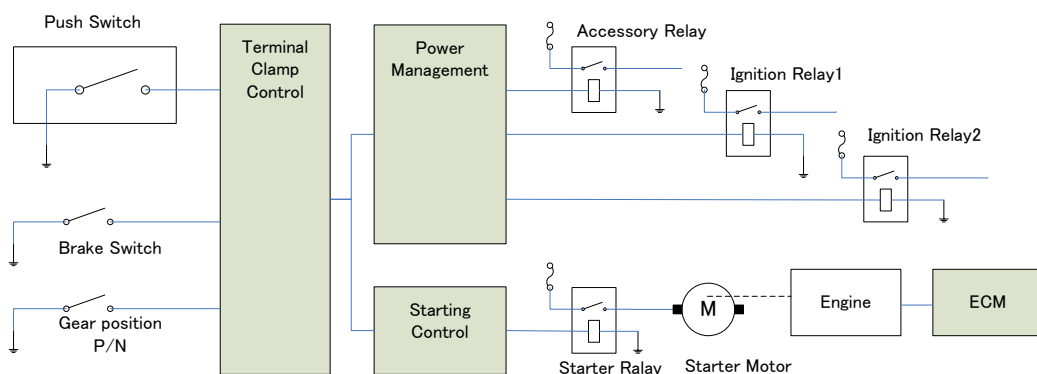 Push Switch
Terminal
Clamp
Control
Power
Management
Accessory Relay
Ignition Relay1
Ignition Relay2
Brake Switch
Gear position
P/N
Starting
Control
Starter Ralay
M
Starter Motor
Engine
ECM